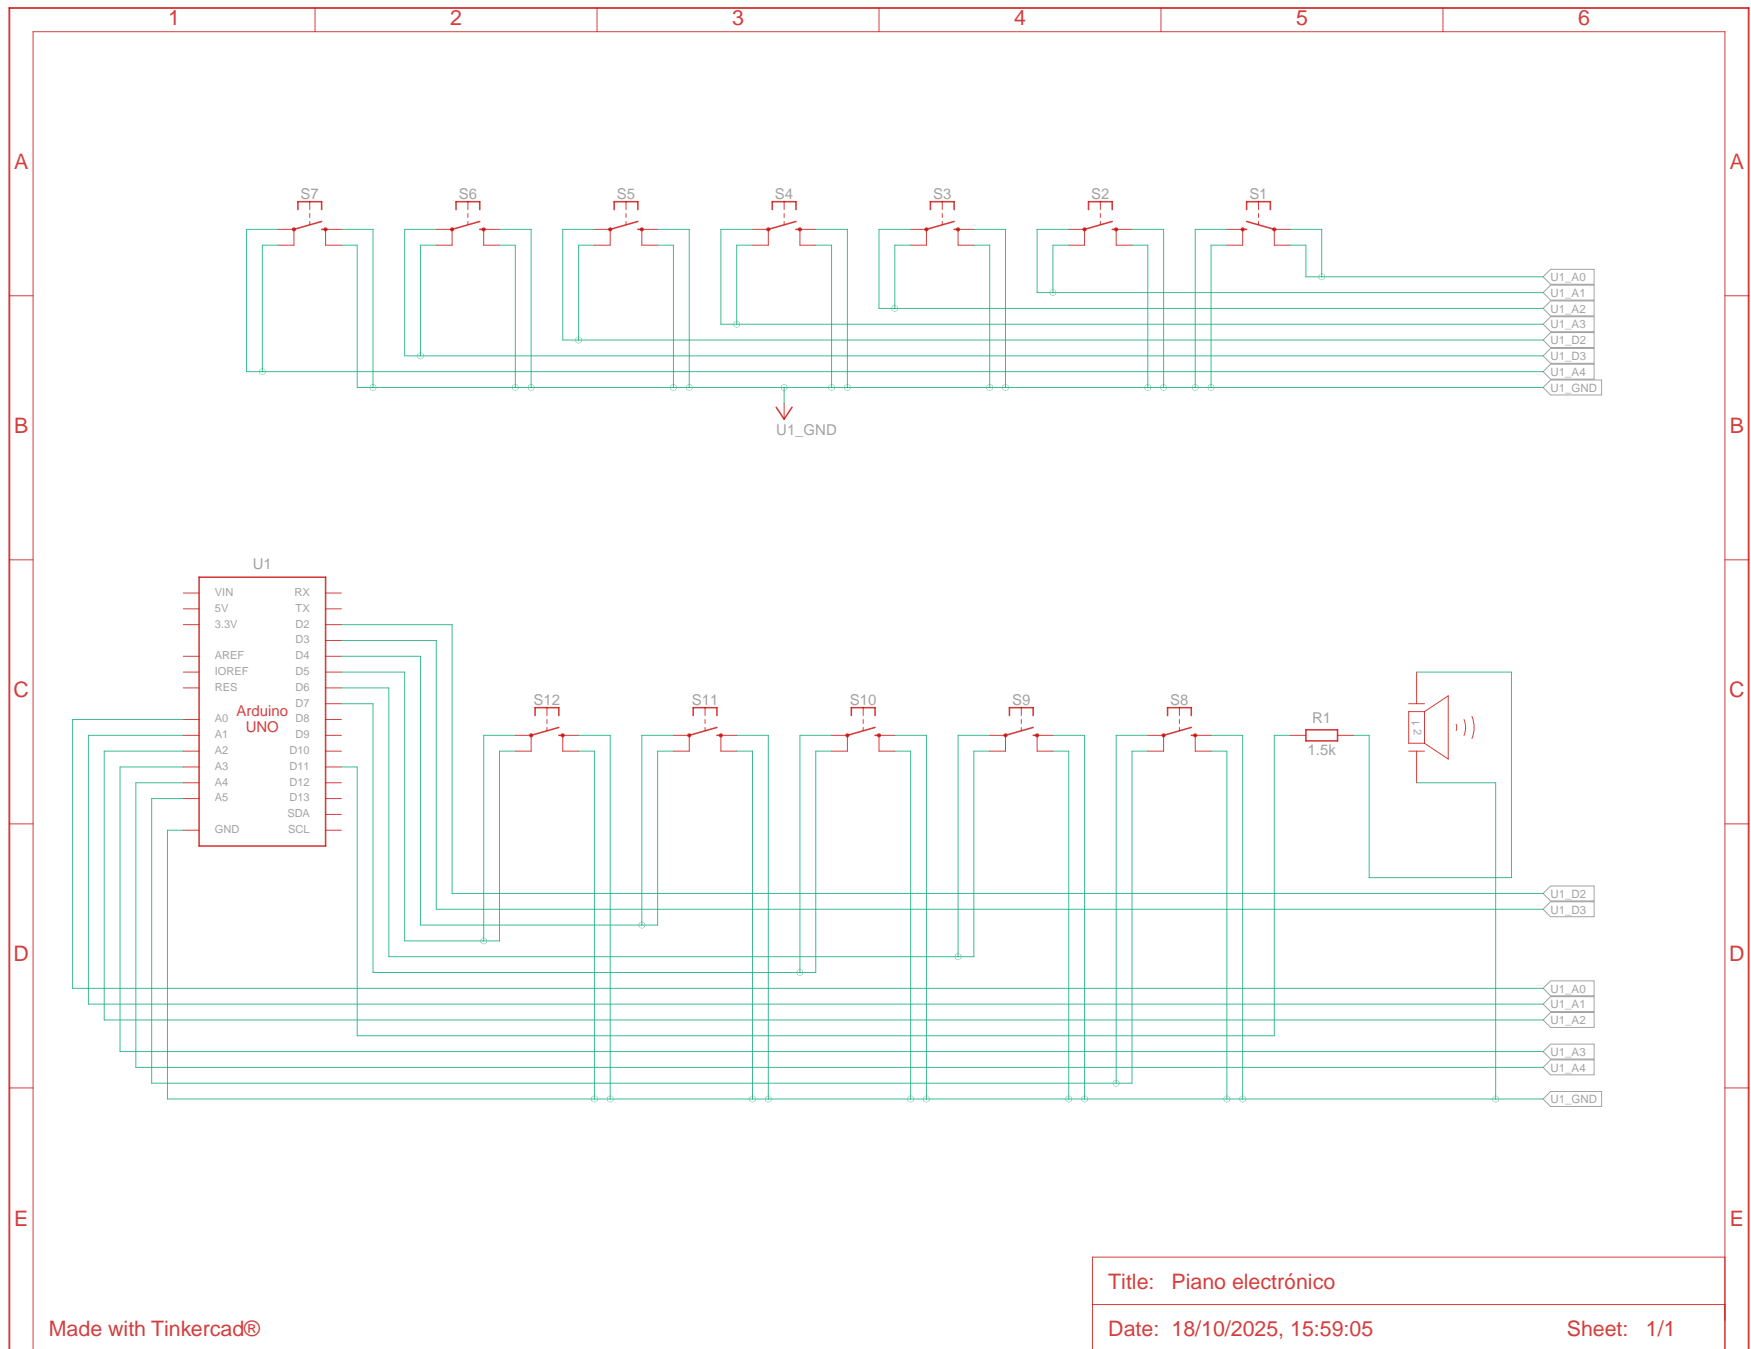 1 2 3 4 5 6
A A
S7 S6 S5 S4 S3 S2 S1
U1_A0
U1_A1
U1_A2
U1_A3
U1_D2
U1_D3
U1_A4
U1_GND
B B
U1_GND
U1
VIN RX
5V TX
3.3V D2
D3
AREF D4
IOREF D5
RES D6
D7
C C
Arduino
UNO
A0 D8
A1 D9
A2 D10
A3 D11
A4 D12
A5 D13
SDA
GND SCL
S12 S11 S10 S9 S8
R1
1.5k
1
2
U1_D2
U1_D3
D D
U1_A0
U1_A1
U1_A2
U1_A3
U1_A4
U1_GND
E E
Title: Piano electrónico
Made with Tinkercad®
Date: 18/10/2025, 15:59:05 Sheet: 1/1